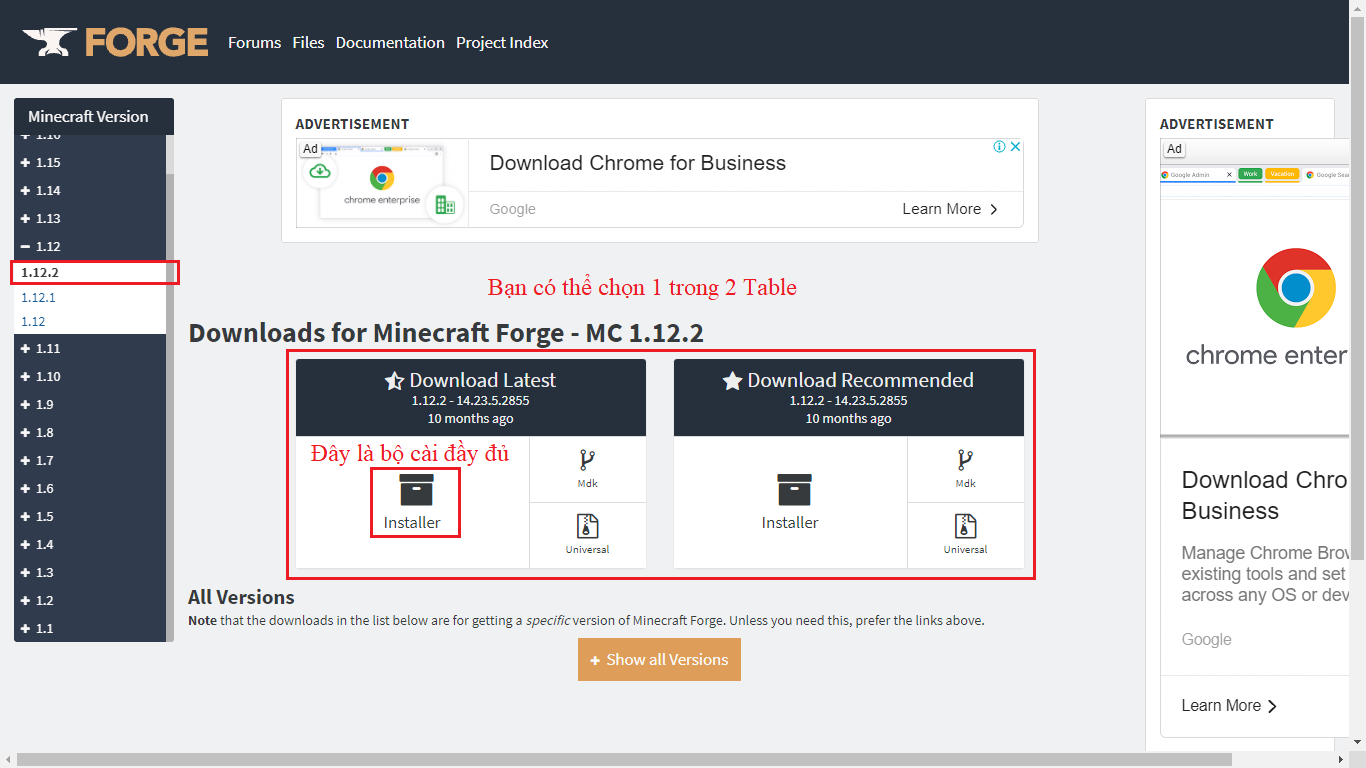 FORGE
Forums Files Documentation Project Index
Minecraft Version
1.15
1.14
1.13
1.12
1.12.2
1.12.1
1.12
1.11
1.10
1.9
1.8
1.7
1.6
1.5
1.4
1.3
1.2
1.1
ADVERTISEMENT
Ad
chrome enterprise
Download Chrome for Business
Google
Learn More
Bạn có thể chọn 1 trong 2 Table
Downloads for Minecraft Forge - MC 1.12.2
Download Latest
1.12.2 - 14.23.5.2855
10 months ago
Đây là bộ cài đầy đủ
Installer
Mdk
Universal
Download Recommended
1.12.2 - 14.23.5.2855
10 months ago
Installer
Mdk
Universal
All Versions
Note that the downloads in the list below are for getting a specific version of Minecraft Forge. Unless you need this, prefer the links above.
Show all Versions
ADVERTISEMENT
Ad
Google Admin
Work
Vacation
Google Sea
chrome enter
Download Chro
Business
Manage Chrome Brow
existing tools and set
across any OS or dev
Google
Learn More